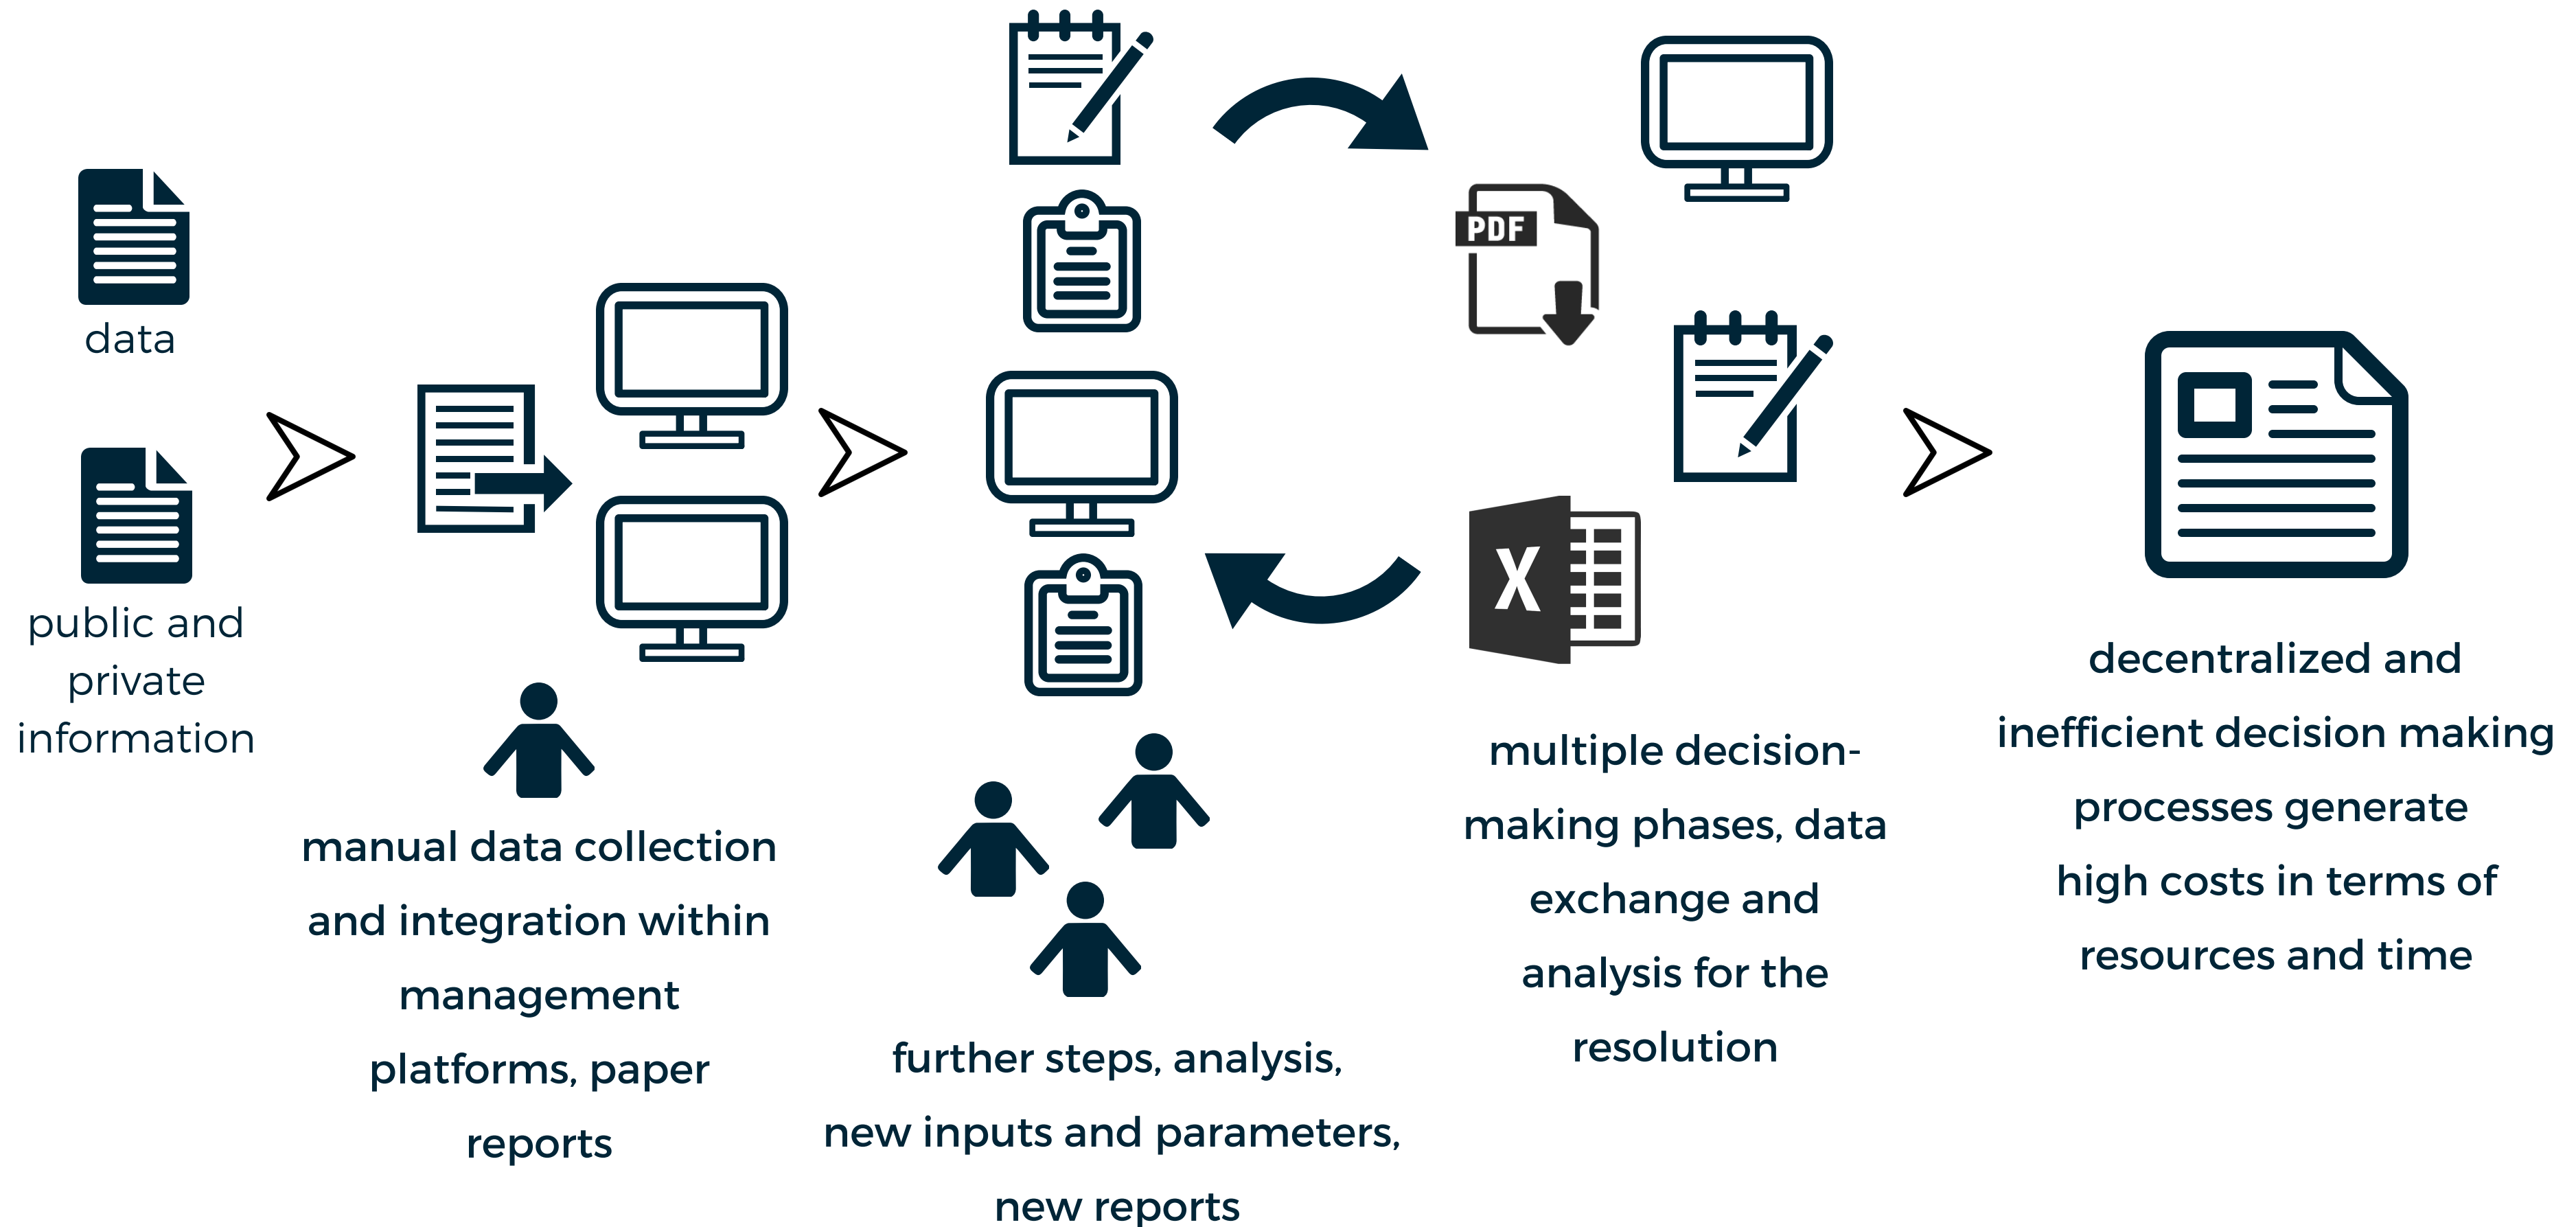 data
public and
private
information
manual data collection
and integration within
management
platforms, paper
reports
further steps, analysis,
new inputs and parameters,
new reports
PDF
X
multiple decision-
making phases, data
exchange and
analysis for the
resolution
decentralized and
inefficient decision making
processes generate
high costs in terms of
resources and time